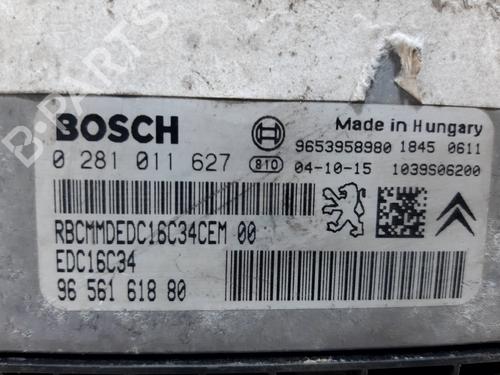 BOSCH
Made in Hungary
9653958980 1845 0611
0 281 011 627
810
04-10-15 1039S06200
RBCMMDEDC16C34CEM 00
EDC16C34
96 561 618 80
B-PARTS